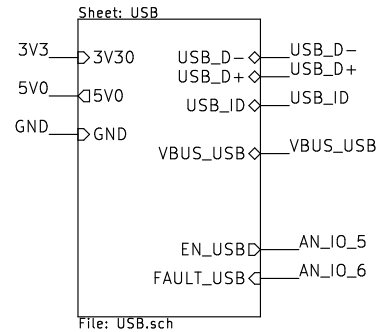 Sheet: USB
3V3 3V30 USB_D- USB_D-
USB_D+ USB_D+
5V0 5V0 USB_ID USB_ID
GND GND
VBUS_USB VBUS_USB
EN_USB AN_IO_5
FAULT_USB AN_IO_6
File: USB.sch